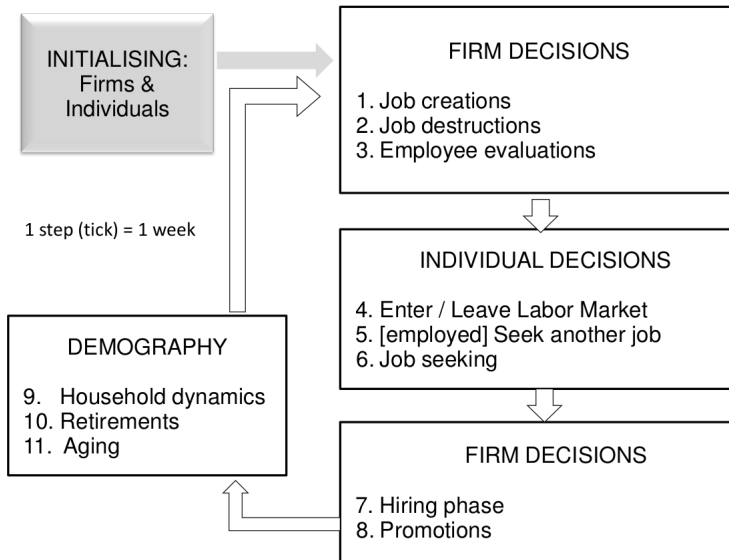 INITIALISING:
Firms &
Individuals
FIRM DECISIONS
1. Job creations
2. Job destructions
3. Employee evaluations
1 step (tick) = 1 week
INDIVIDUAL DECISIONS
4. Enter / Leave Labor Market
5. [employed] Seek another job
6. Job seeking
FIRM DECISIONS
7. Hiring phase
8. Promotions
DEMOGRAPHY
9. Household dynamics
10. Retirements
11. Aging